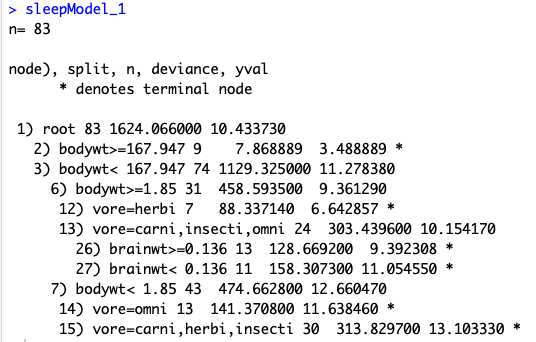 > sleepModel_1
n= 83
node), split, n, deviance, yval
* denotes terminal node
1) root 83 1624.066000 10.433730
2) bodywt>=167.947 9 7.868889 3.488889 *
3) bodywt< 167.947 74 1129.325000 11.278380
6) bodywt>=1.85 31 458.593500 9.361290
12) vore=herbi 7 88.337140 6.642857 *
13) vore=carni,insecti,omni 24 303.439600 10.154170
26) brainwt>=0.136 13 128.669200 9.392308 *
27) brainwt< 0.136 11 158.307300 11.054550 *
7) bodywt< 1.85 43 474.662800 12.660470
14) vore=omni 13 141.370800 11.638460 *
15) vore=carni,herbi,insecti 30 313.829700 13.103330 *